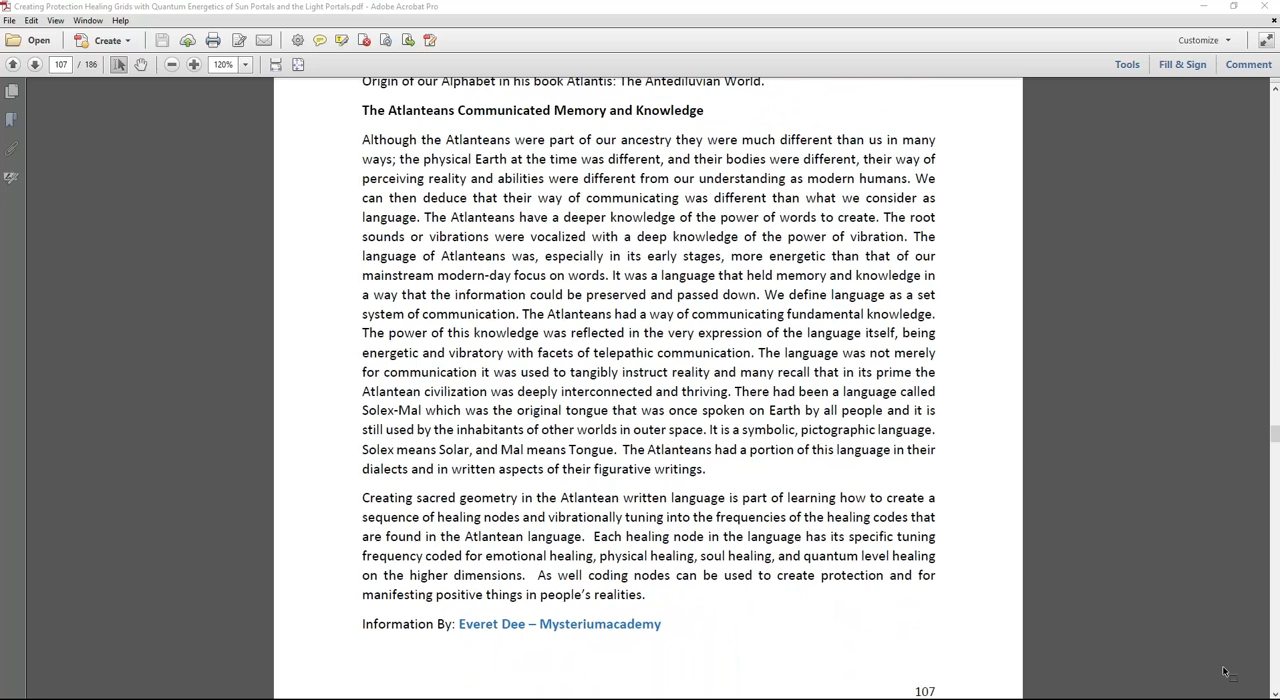 Creating Protection Healing Grids with Quantum Energetics of Sun Portals and the Light Portals.pdf - Adobe Acrobat Pro
File Edit View Window Help
Open Create Customize
107 / 186 120% Tools Fill & Sign Comment
Origin of our Alphabet in his book Atlantis: The Antediluvian World.
The Atlanteans Communicated Memory and Knowledge
Although the Atlanteans were part of our ancestry they were much different than us in many
ways; the physical Earth at the time was different, and their bodies were different, their way of
perceiving reality and abilities were different from our understanding as modern humans. We
can then deduce that their way of communicating was different than what we consider as
language. The Atlanteans have a deeper knowledge of the power of words to create. The root
sounds or vibrations were vocalized with a deep knowledge of the power of vibration. The
language of Atlanteans was, especially in its early stages, more energetic than that of our
mainstream modern-day focus on words. It was a language that held memory and knowledge in
a way that the information could be preserved and passed down. We define language as a set
system of communication. The Atlanteans had a way of communicating fundamental knowledge.
The power of this knowledge was reflected in the very expression of the language itself, being
energetic and vibratory with facets of telepathic communication. The language was not merely
for communication it was used to tangibly instruct reality and many recall that in its prime the
Atlantean civilization was deeply interconnected and thriving. There had been a language called
Solex-Mal which was the original tongue that was once spoken on Earth by all people and it is
still used by the inhabitants of other worlds in outer space. It is a symbolic, pictographic language.
Solex means Solar, and Mal means Tongue. The Atlanteans had a portion of this language in their
dialects and in written aspects of their figurative writings.
Creating sacred geometry in the Atlantean written language is part of learning how to create a
sequence of healing nodes and vibrationally tuning into the frequencies of the healing codes that
are found in the Atlantean language. Each healing node in the language has its specific tuning
frequency coded for emotional healing, physical healing, soul healing, and quantum level healing
on the higher dimensions. As well coding nodes can be used to create protection and for
manifesting positive things in people's realities.
Information By: Everet Dee – Mysteriumacademy
107